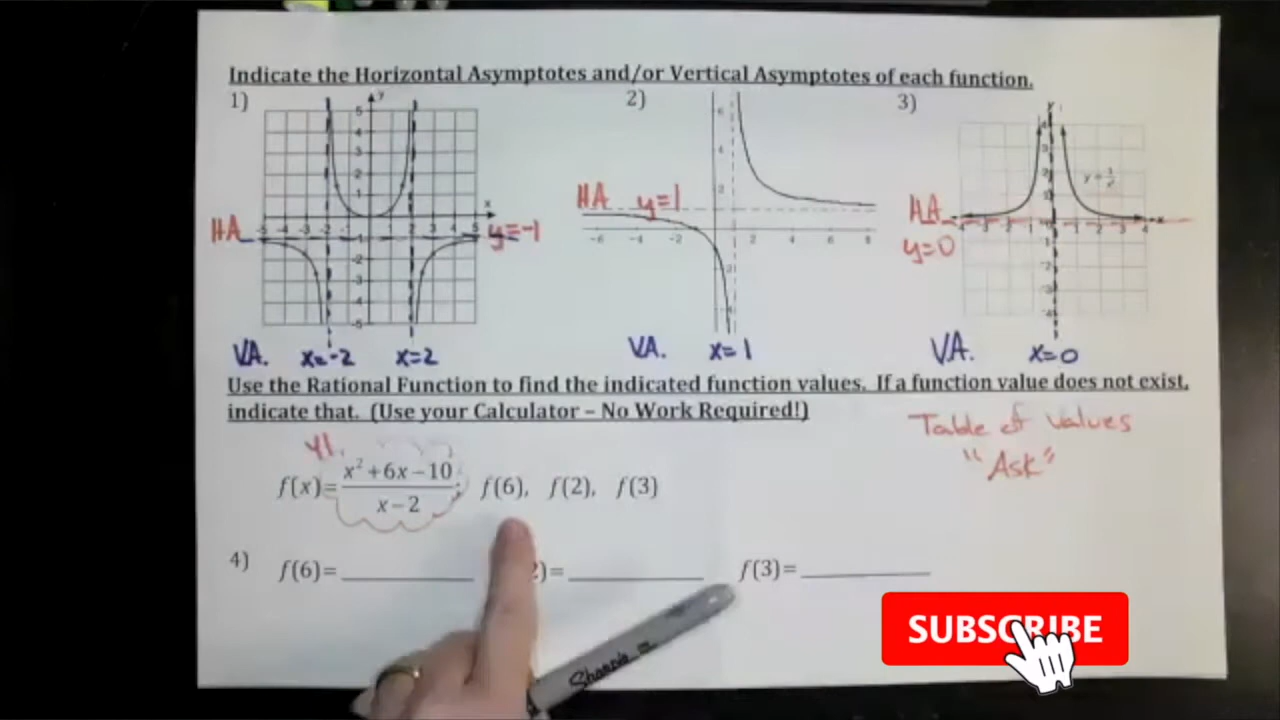 Indicate the Horizontal Asymptotes and/or Vertical Asymptotes of each function.
1) 2) 3)
HA y=-1
HA y=1
HA
y=0
VA. x=-2 x=2
VA. x=1
VA. x=0
Use the Rational Function to find the indicated function values. If a function value does not exist,
indicate that. (Use your Calculator – No Work Required!)
Table of Values
"Ask"
Y1.
f(x)= x²+6x−10 / x−2 ; f(6), f(2), f(3)
4) f(6)= 2)= f(3)=
Sharpie
SUBSCRIBE